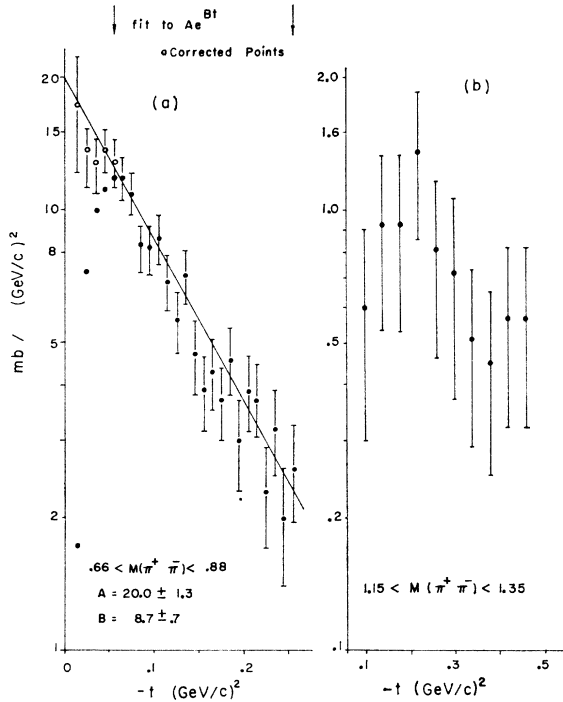 fit to Ae^Bt
o Corrected Points
(a)
(b)
20
15
10
8
5
2
1
mb / (GeV/c)^2
.66 < M(π+ π-) < .88
A = 20.0 ± 1.3
B = 8.7 ± .7
0
.1
.2
-t (GeV/c)^2
2.0
1.6
1.0
.5
.2
.1
1.15 < M (π+ π-) < 1.35
.1
.3
.5
-t (GeV/c)^2